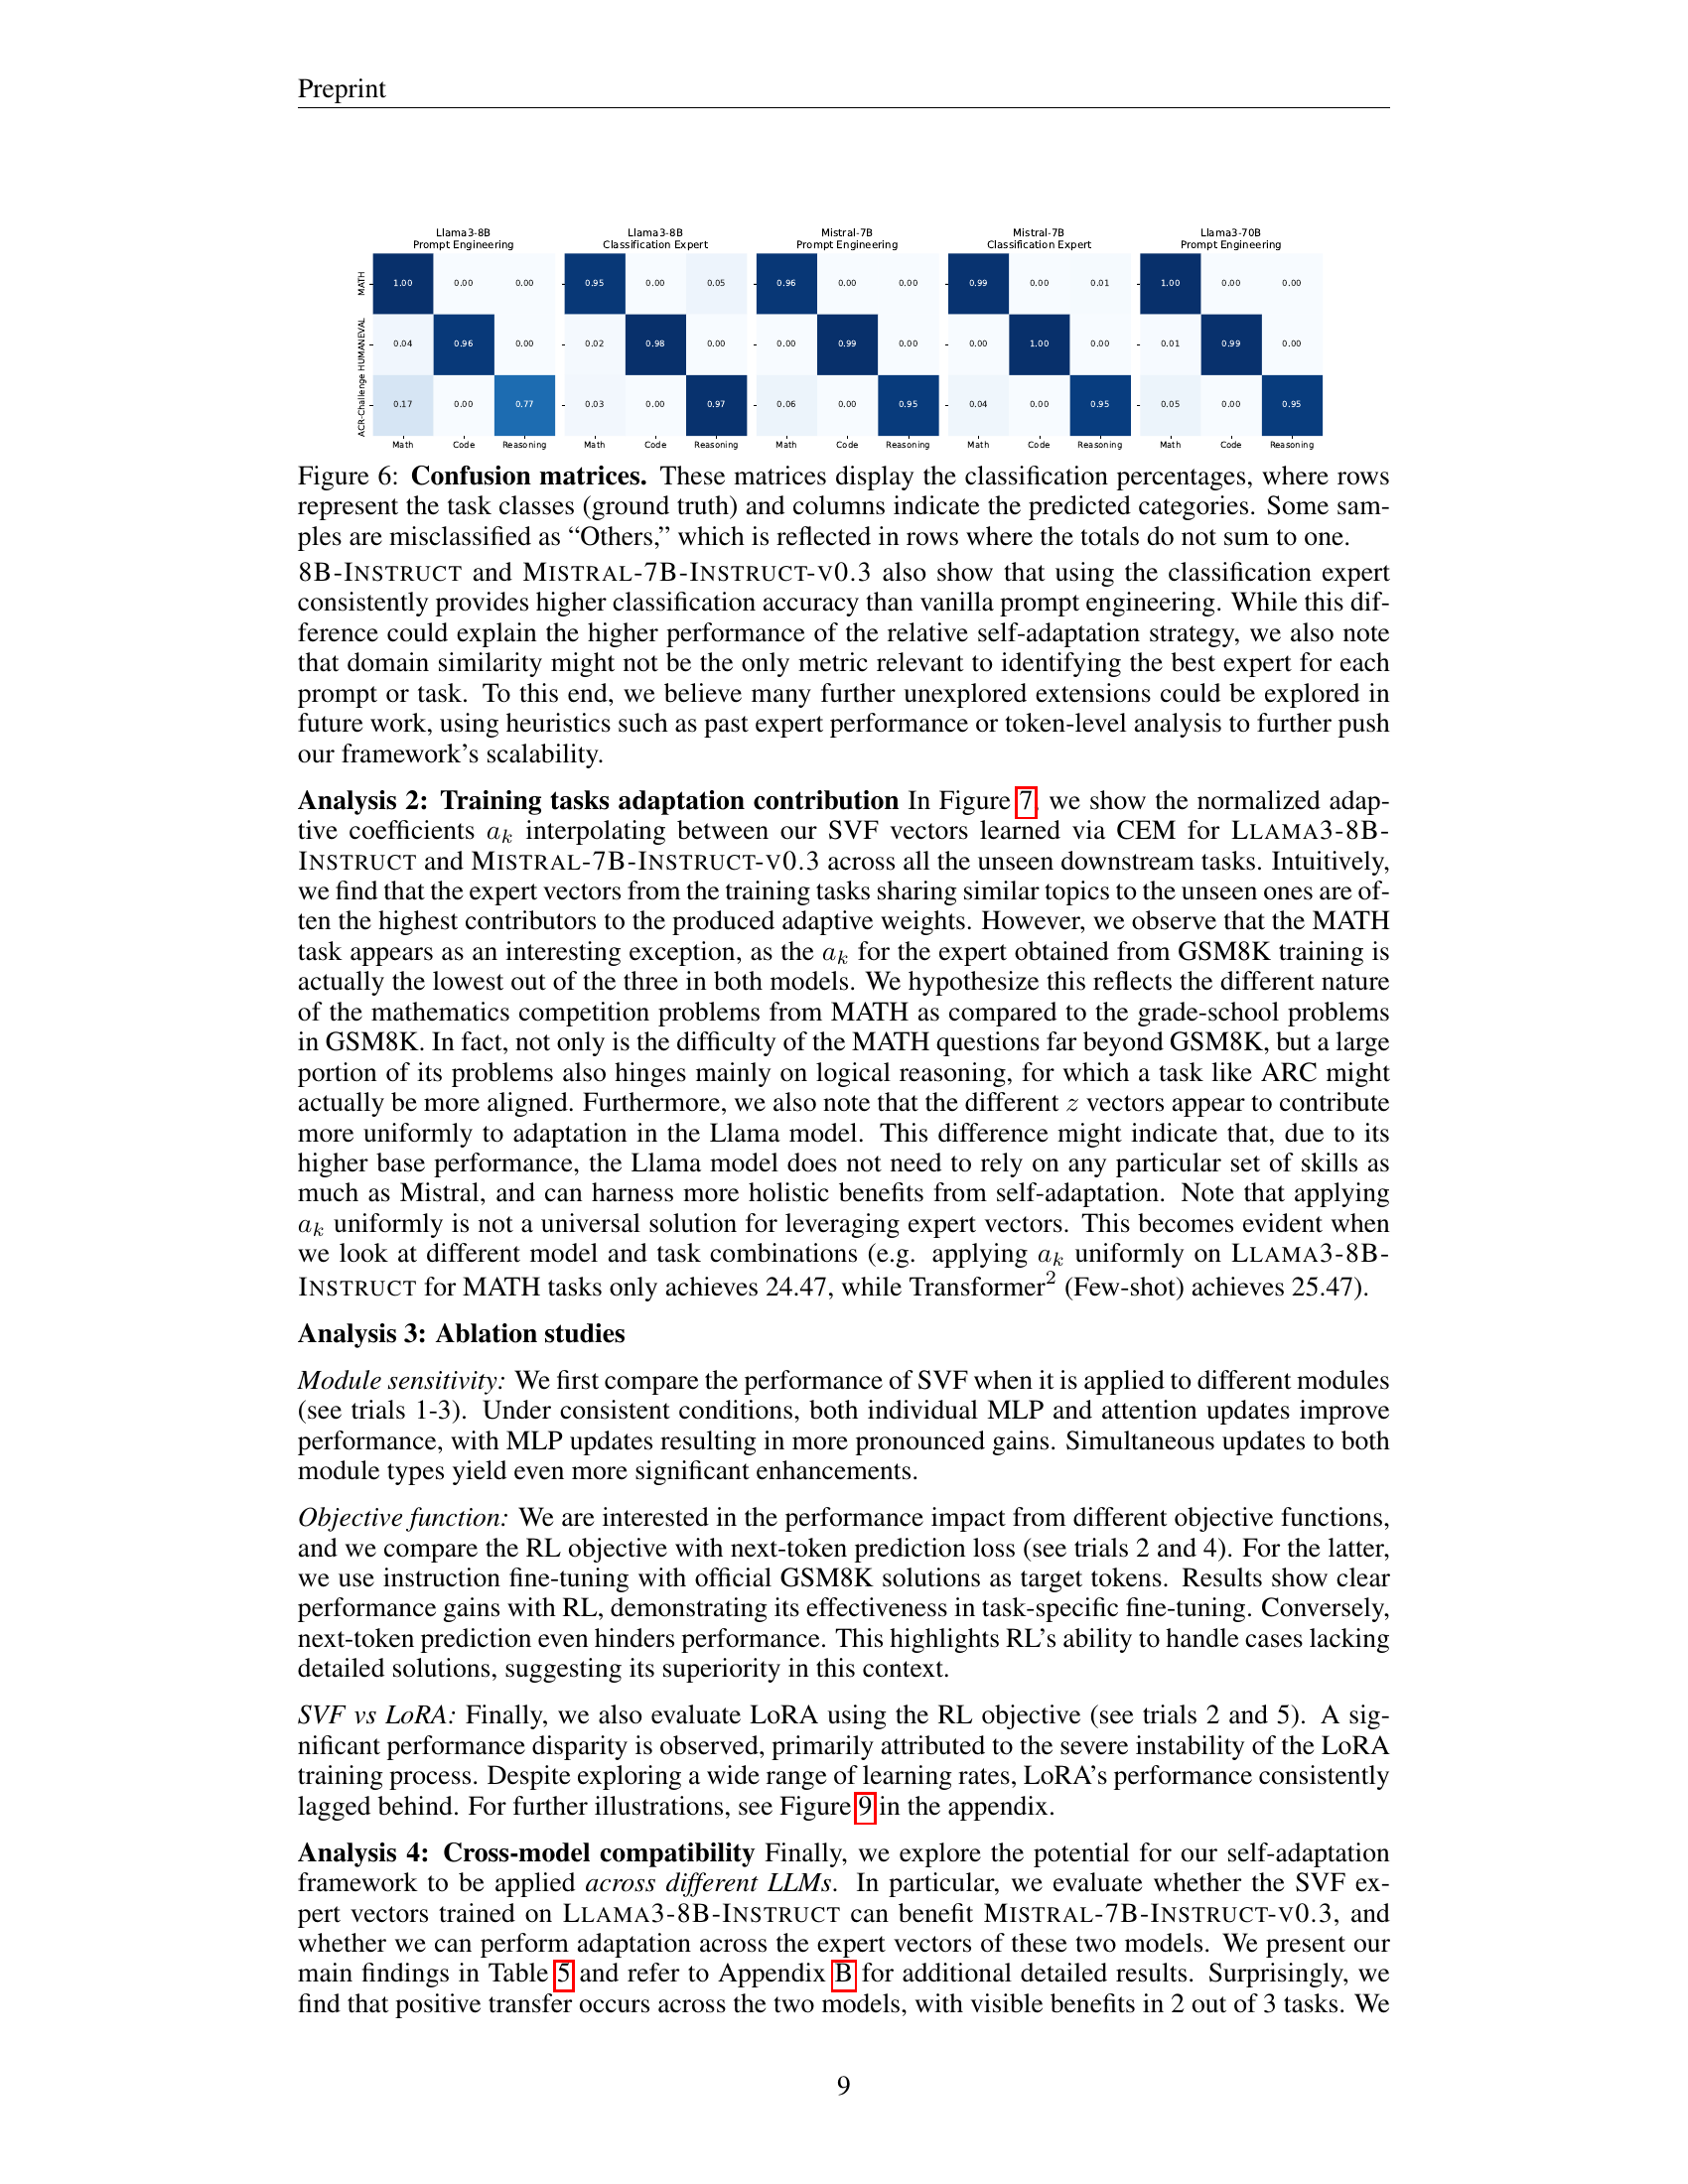 Preprint
Llama3-8B
Prompt Engineering
Llama3-8B
Classification Expert
Mistral-7B
Prompt Engineering
Mistral-7B
Classification Expert
Llama3-70B
Prompt Engineering
MATH
1.00 0.00 0.00 0.95 0.00 0.05 0.96 0.00 0.00 0.99 0.00 0.01 1.00 0.00 0.00
HUMANEVAL
0.04 0.96 0.00 0.02 0.98 0.00 0.00 0.99 0.00 0.00 1.00 0.00 0.01 0.99 0.00
ACR-Challenge
0.17 0.00 0.77 0.03 0.00 0.97 0.06 0.00 0.95 0.04 0.00 0.95 0.05 0.00 0.95
Math Code Reasoning Math Code Reasoning Math Code Reasoning Math Code Reasoning Math Code Reasoning
Figure 6: Confusion matrices. These matrices display the classification percentages, where rows
represent the task classes (ground truth) and columns indicate the predicted categories. Some sam-
ples are misclassified as “Others,” which is reflected in rows where the totals do not sum to one.
8B-INSTRUCT and MISTRAL-7B-INSTRUCT-V0.3 also show that using the classification expert
consistently provides higher classification accuracy than vanilla prompt engineering. While this dif-
ference could explain the higher performance of the relative self-adaptation strategy, we also note
that domain similarity might not be the only metric relevant to identifying the best expert for each
prompt or task. To this end, we believe many further unexplored extensions could be explored in
future work, using heuristics such as past expert performance or token-level analysis to further push
our framework’s scalability.
Analysis 2: Training tasks adaptation contribution In Figure 7, we show the normalized adap-
tive coefficients a_k interpolating between our SVF vectors learned via CEM for LLAMA3-8B-
INSTRUCT and MISTRAL-7B-INSTRUCT-V0.3 across all the unseen downstream tasks. Intuitively,
we find that the expert vectors from the training tasks sharing similar topics to the unseen ones are of-
ten the highest contributors to the produced adaptive weights. However, we observe that the MATH
task appears as an interesting exception, as the a_k for the expert obtained from GSM8K training is
actually the lowest out of the three in both models. We hypothesize this reflects the different nature
of the mathematics competition problems from MATH as compared to the grade-school problems
in GSM8K. In fact, not only is the difficulty of the MATH questions far beyond GSM8K, but a large
portion of its problems also hinges mainly on logical reasoning, for which a task like ARC might
actually be more aligned. Furthermore, we also note that the different z vectors appear to contribute
more uniformly to adaptation in the Llama model. This difference might indicate that, due to its
higher base performance, the Llama model does not need to rely on any particular set of skills as
much as Mistral, and can harness more holistic benefits from self-adaptation. Note that applying
a_k uniformly is not a universal solution for leveraging expert vectors. This becomes evident when
we look at different model and task combinations (e.g. applying a_k uniformly on LLAMA3-8B-
INSTRUCT for MATH tasks only achieves 24.47, while Transformer² (Few-shot) achieves 25.47).
Analysis 3: Ablation studies
Module sensitivity: We first compare the performance of SVF when it is applied to different modules
(see trials 1-3). Under consistent conditions, both individual MLP and attention updates improve
performance, with MLP updates resulting in more pronounced gains. Simultaneous updates to both
module types yield even more significant enhancements.
Objective function: We are interested in the performance impact from different objective functions,
and we compare the RL objective with next-token prediction loss (see trials 2 and 4). For the latter,
we use instruction fine-tuning with official GSM8K solutions as target tokens. Results show clear
performance gains with RL, demonstrating its effectiveness in task-specific fine-tuning. Conversely,
next-token prediction even hinders performance. This highlights RL’s ability to handle cases lacking
detailed solutions, suggesting its superiority in this context.
SVF vs LoRA: Finally, we also evaluate LoRA using the RL objective (see trials 2 and 5). A sig-
nificant performance disparity is observed, primarily attributed to the severe instability of the LoRA
training process. Despite exploring a wide range of learning rates, LoRA’s performance consistently
lagged behind. For further illustrations, see Figure 9 in the appendix.
Analysis 4: Cross-model compatibility Finally, we explore the potential for our self-adaptation
framework to be applied across different LLMs. In particular, we evaluate whether the SVF ex-
pert vectors trained on LLAMA3-8B-INSTRUCT can benefit MISTRAL-7B-INSTRUCT-V0.3, and
whether we can perform adaptation across the expert vectors of these two models. We present our
main findings in Table 5 and refer to Appendix B for additional detailed results. Surprisingly, we
find that positive transfer occurs across the two models, with visible benefits in 2 out of 3 tasks. We
9